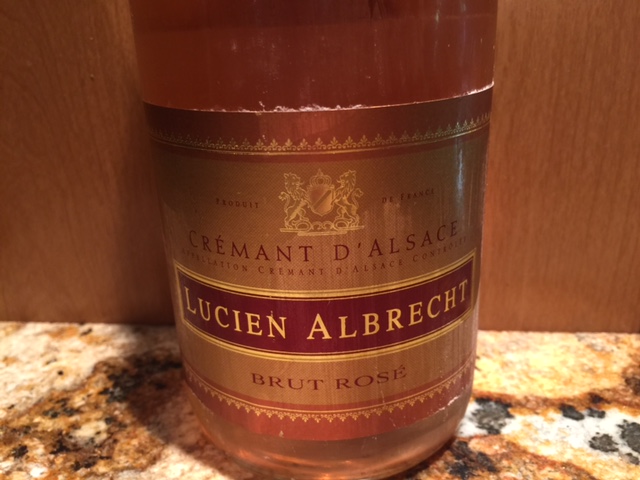 PRODUIT DE FRANCE
CRÉMANT D'ALSACE
APPELLATION CRÉMANT D'ALSACE CONTRÔLÉE
LUCIEN ALBRECHT
BRUT ROSÉ